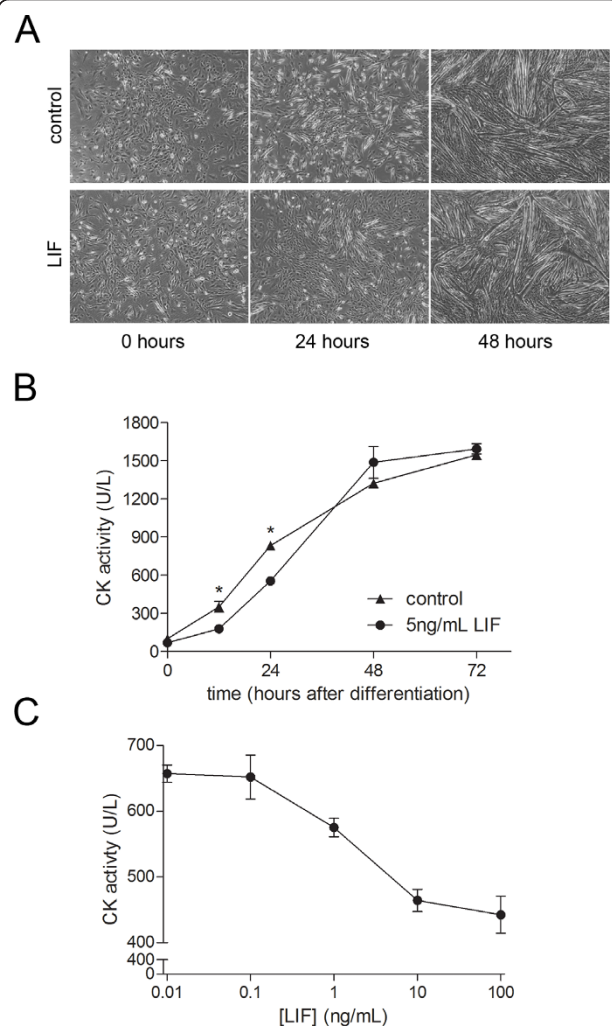 A
control
LIF
0 hours
24 hours
48 hours
B
CK activity (U/L)
1800
1500
1200
900
600
300
0
*
*
control
5ng/mL LIF
0
24
48
72
time (hours after differentiation)
C
CK activty (U/L)
700
600
500
400
400
0
0.01
0.1
1
10
100
[LIF] (ng/mL)